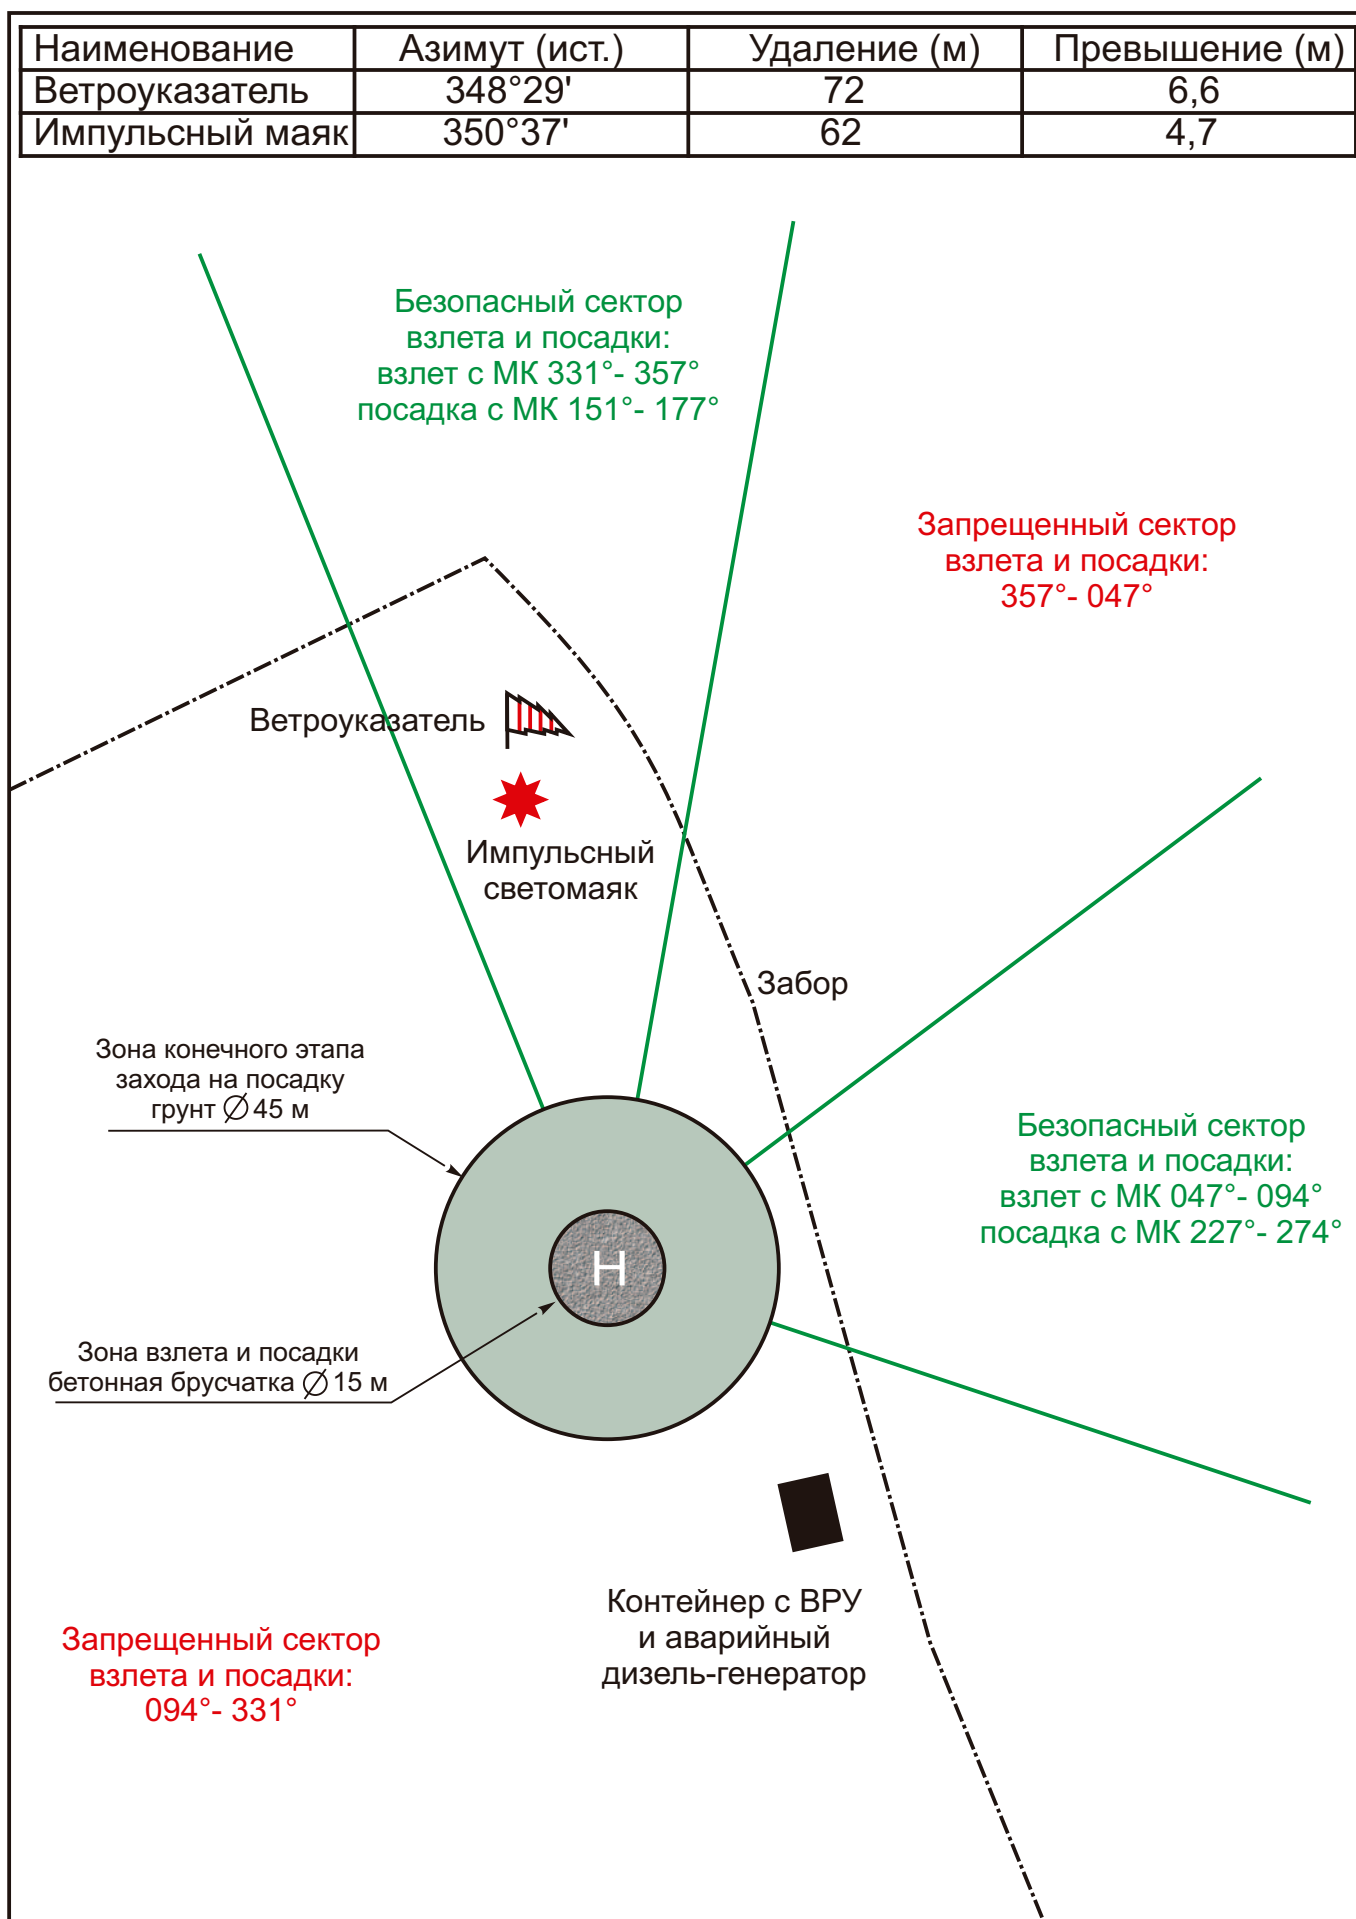 Наименование Азимут (ист.) Удаление (м) Превышение (м)
Ветроуказатель 348°29' 72 6,6
Импульсный маяк 350°37' 62 4,7
Безопасный сектор
взлета и посадки:
взлет с МК 331°- 357°
посадка с МК 151°- 177°
Запрещенный сектор
взлета и посадки:
357°- 047°
Ветроуказатель
Импульсный
светомаяк
Забор
Зона конечного этапа
захода на посадку
грунт ∅ 45 м
Безопасный сектор
взлета и посадки:
взлет с МК 047°- 094°
посадка с МК 227°- 274°
H
Зона взлета и посадки
бетонная брусчатка ∅ 15 м
Контейнер с ВРУ
и аварийный
дизель-генератор
Запрещенный сектор
взлета и посадки:
094°- 331°